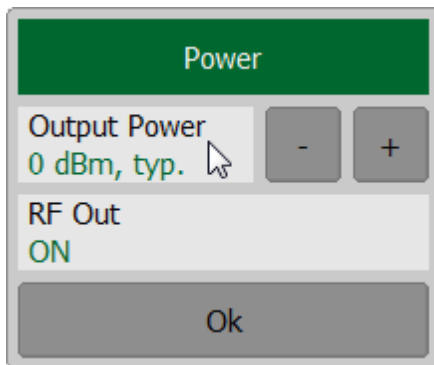 Power
Output Power
0 dBm, typ.
-
+
RF Out
ON
Ok